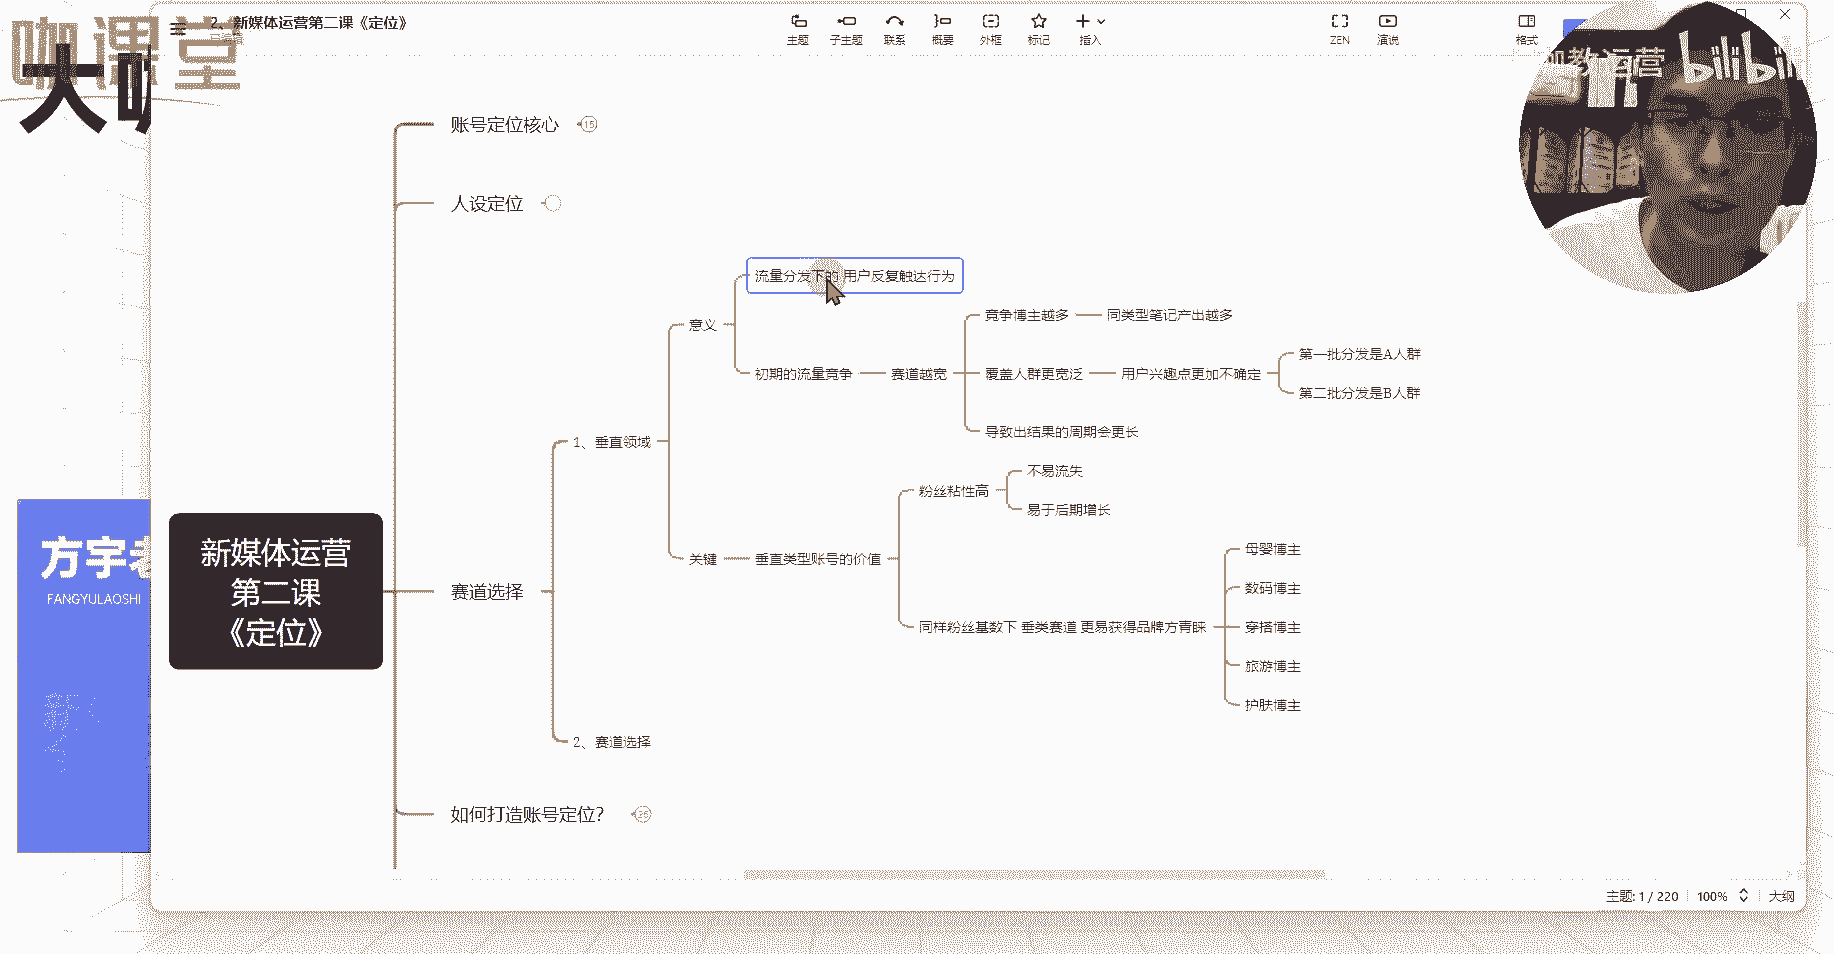 咖课堂
大咖
2、新媒体运营第二课《定位》
已编辑
主题
子主题
联系
概要
外框
标记
插入
ZEN
演说
格式
咖教运营
bilibili
账号定位核心
15
人设定位
流量分发下的 用户反复触达行为
意义
竞争博主越多
同类型笔记产出越多
第一批分发是A人群
初期的流量竞争
赛道越宽
覆盖人群更宽泛
用户兴趣点更加不确定
第二批分发是B人群
导致出结果的周期会更长
1、垂直领域
粉丝粘性高
不易流失
易于后期增长
关键
垂直类型账号的价值
母婴博主
数码博主
同样粉丝基数下 垂类赛道 更易获得品牌方青睐
穿搭博主
旅游博主
护肤博主
方宇老
FANGYULAOSHI
新媒体运营
第二课
《定位》
赛道选择
2、赛道选择
如何打造账号定位?
26
主题: 1 / 220
100%
大纲